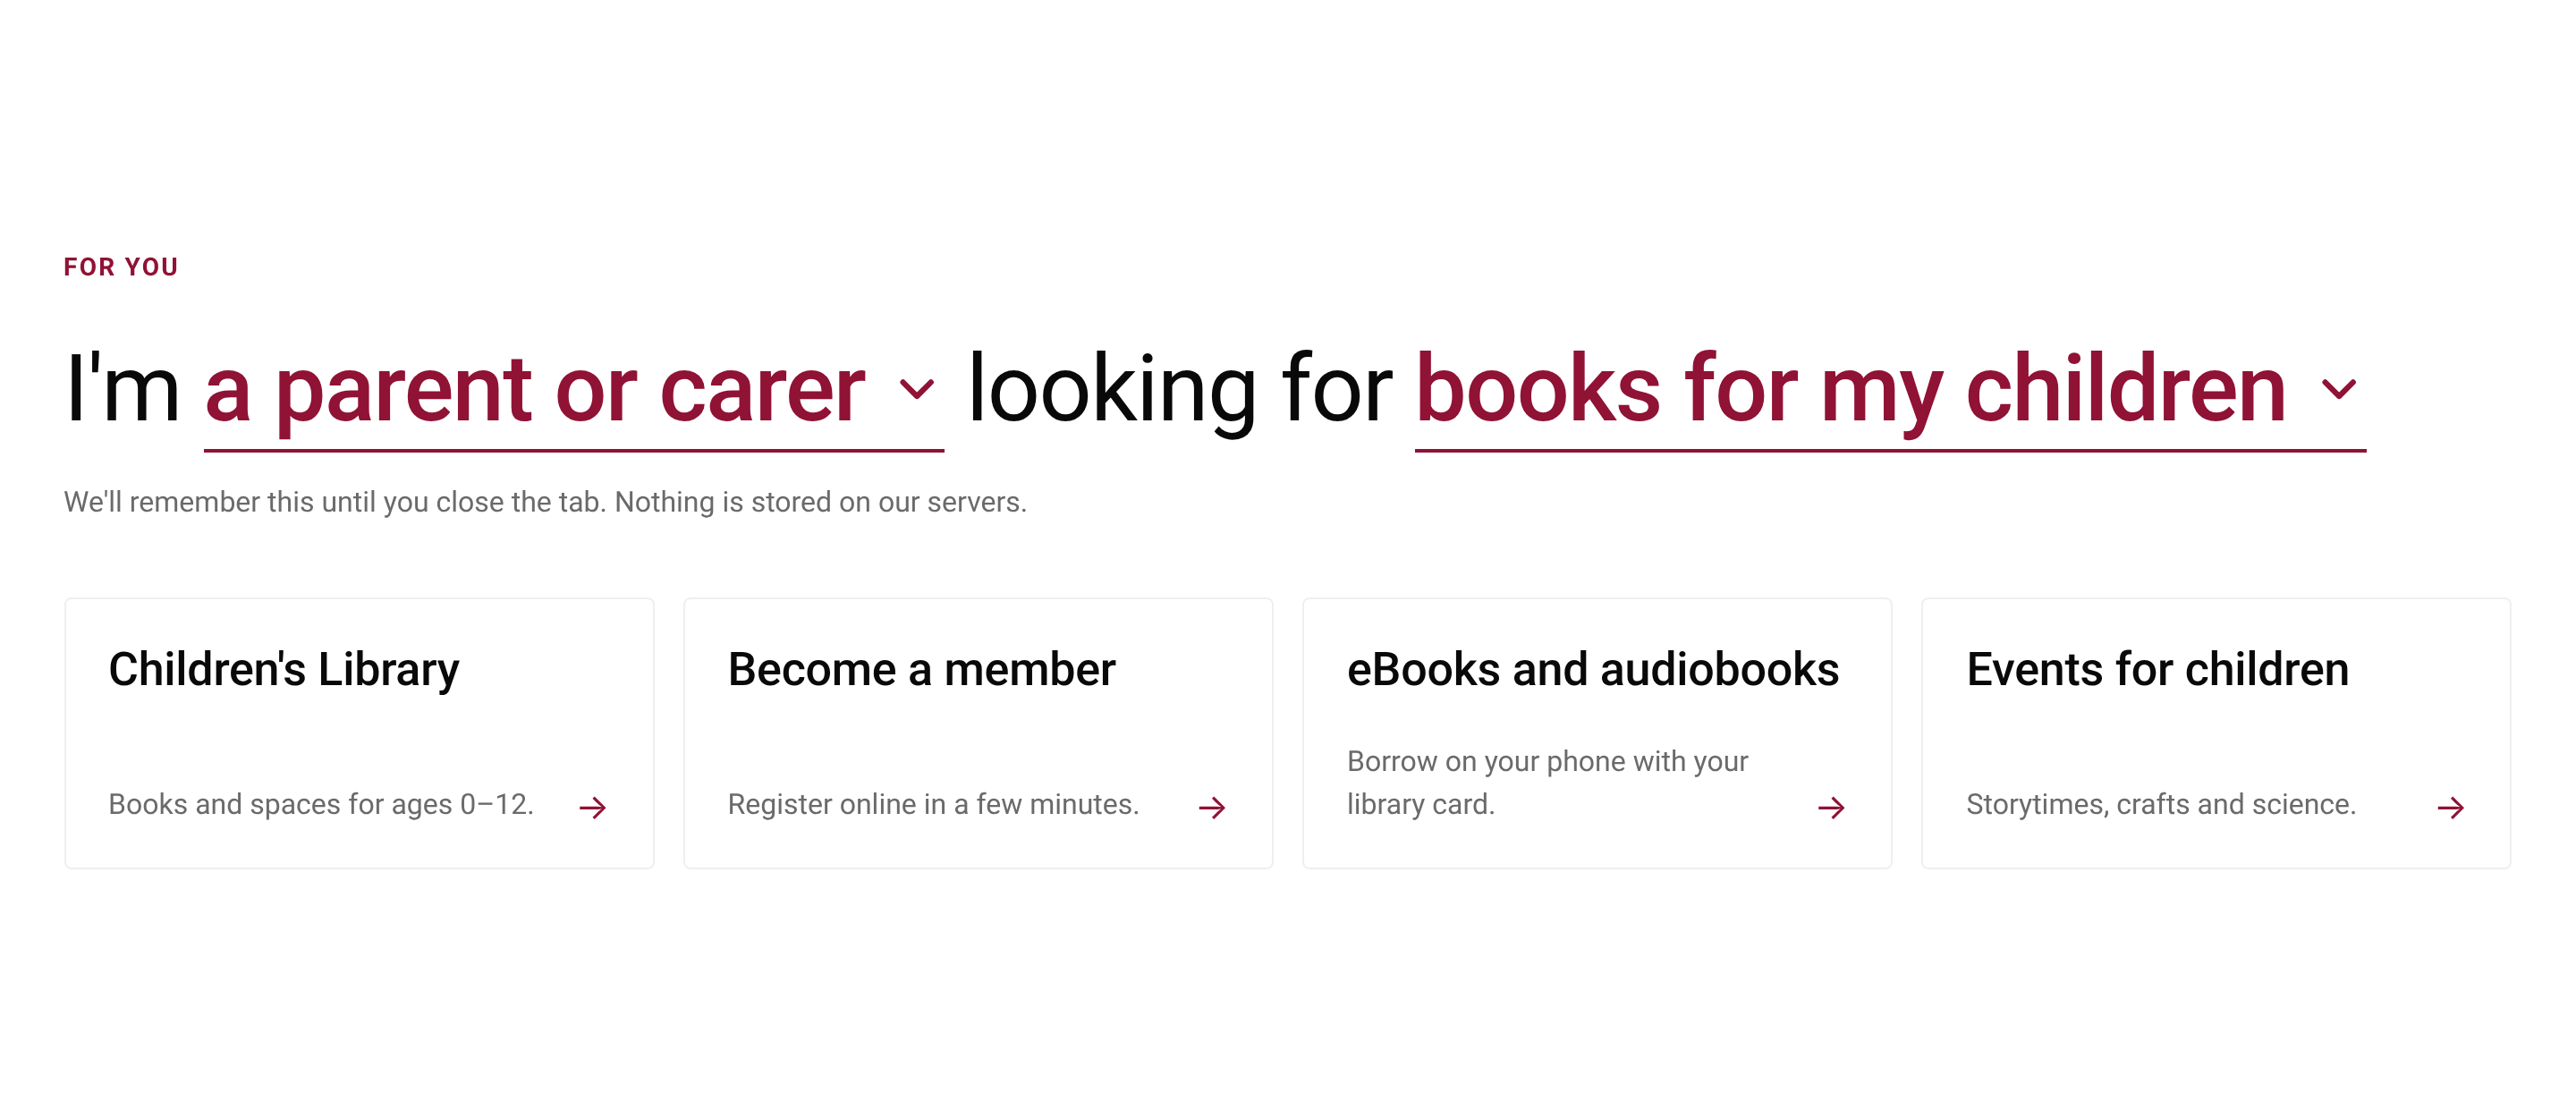 FOR YOU
I'm a parent or carer looking for books for my children
We'll remember this until you close the tab. Nothing is stored on our servers.
Children's Library
Books and spaces for ages 0–12.
Become a member
Register online in a few minutes.
eBooks and audiobooks
Borrow on your phone with your
library card.
Events for children
Storytimes, crafts and science.